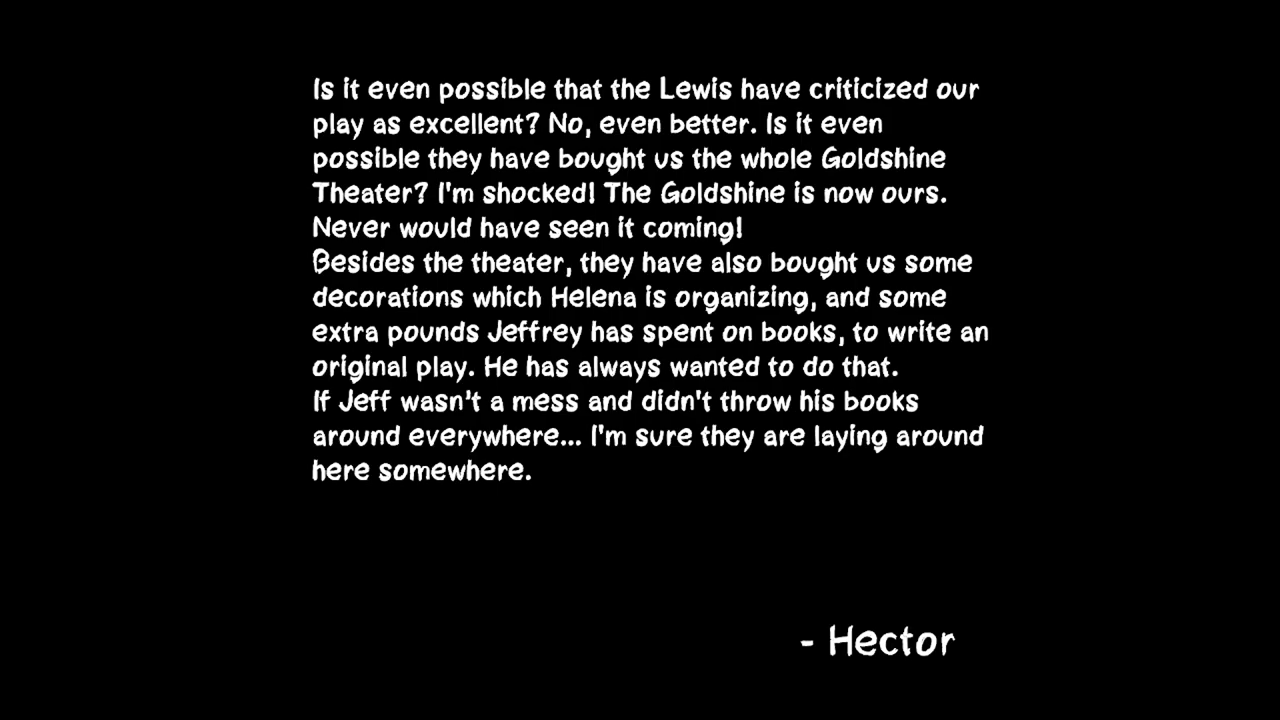 Is it even possible that the Lewis have criticized our
play as excellent? No, even better. Is it even
possible they have bought us the whole Goldshine
Theater? I'm shocked! The Goldshine is now ours.
Never would have seen it coming!
Besides the theater, they have also bought us some
decorations which Helena is organizing, and some
extra pounds Jeffrey has spent on books, to write an
original play. He has always wanted to do that.
If Jeff wasn't a mess and didn't throw his books
around everywhere... I'm sure they are laying around
here somewhere.
- Hector